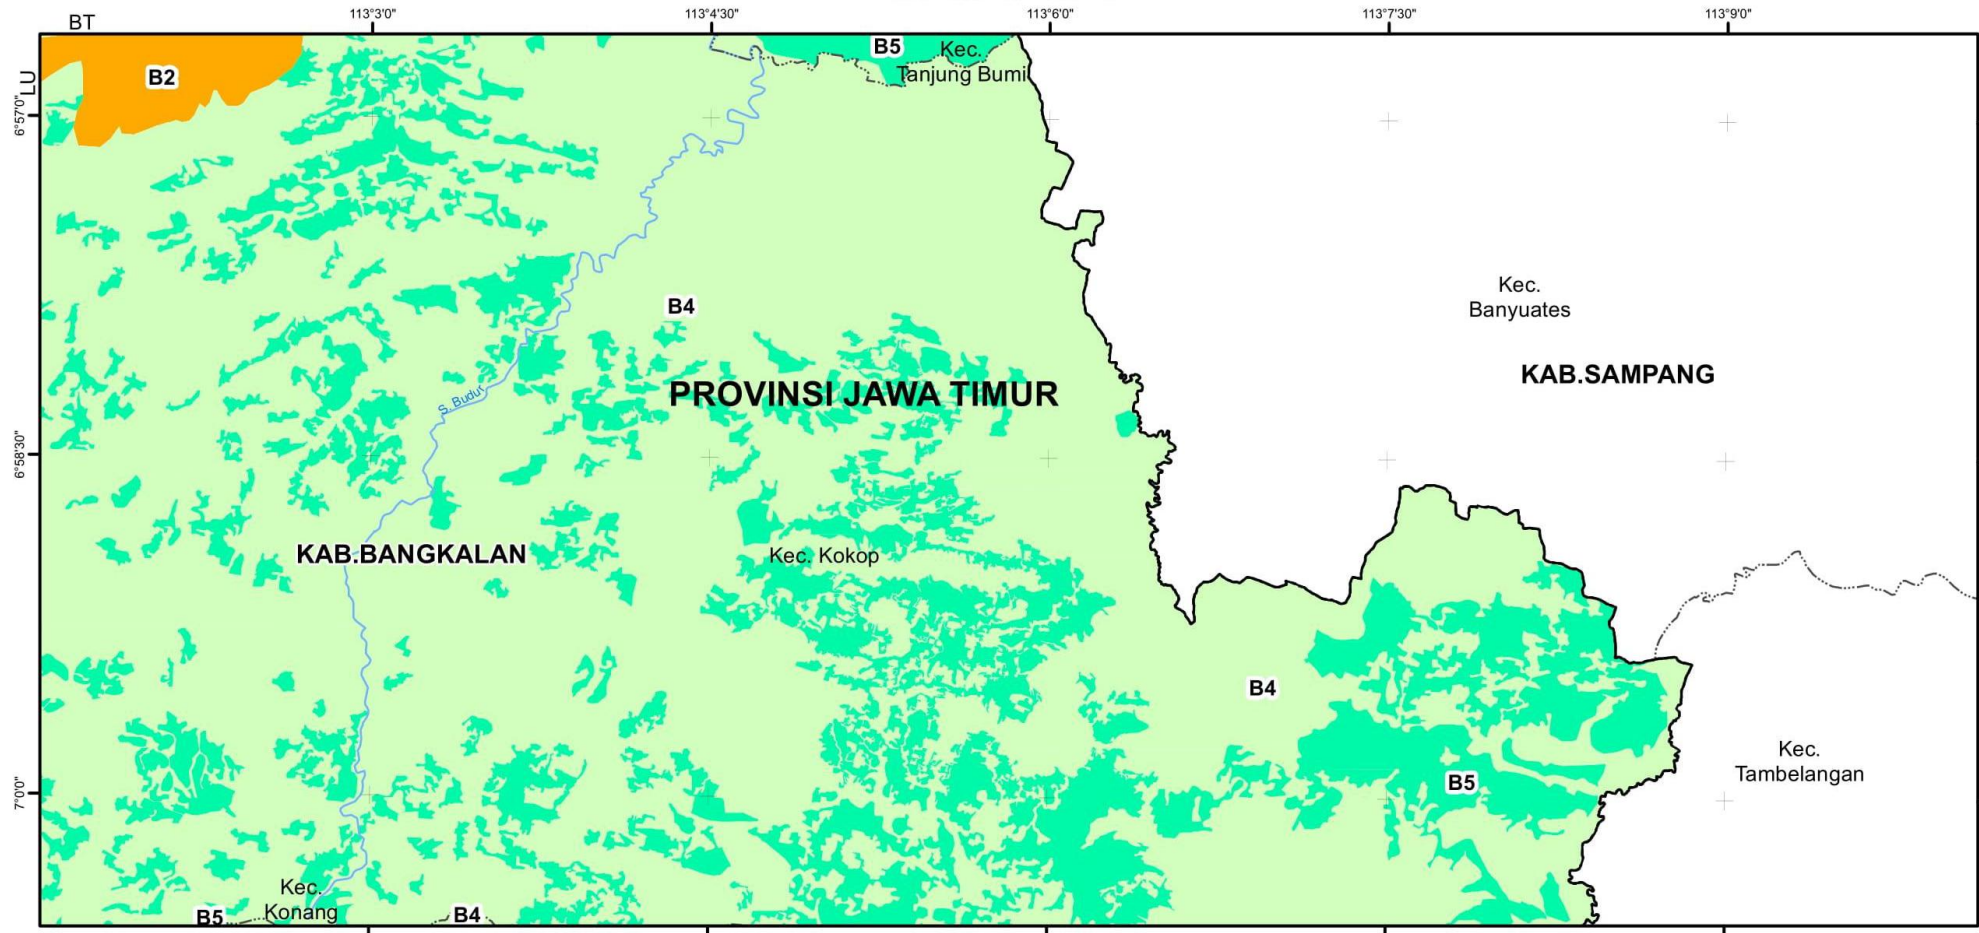 BT
113°3'0"
113°4'30"
113°6'0"
113°7'30"
113°9'0"
LU
6°57'0"
6°58'30"
7°0'0"
B2
B5
Kec.
Tanjung Bumi
B4
Kec.
Banyuates
PROVINSI JAWA TIMUR
KAB.SAMPANG
S. Budur
KAB.BANGKALAN
Kec. Kokop
B4
B5
Kec.
Tambelangan
Kec.
Konang
B5
B4